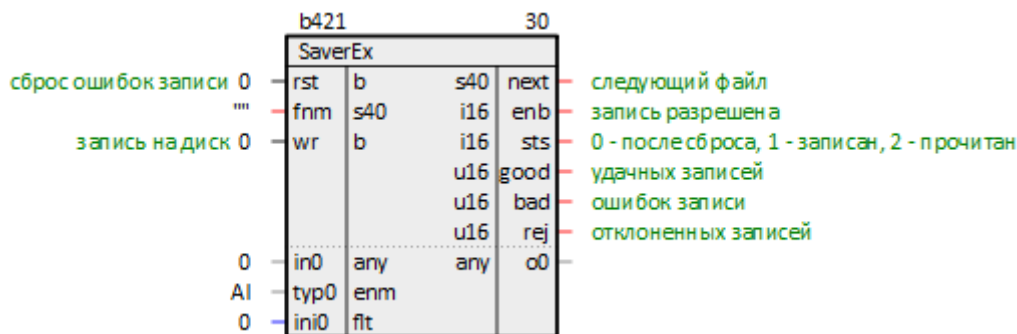 b421 30
SaverEx
сброс ошибок записи 0 rst b s40 next следующий файл
"" fnm s40 i16 enb запись разрешена
запись на диск 0 wr b i16 sts 0 - после сброса, 1 - записан, 2 - прочитан
u16 good удачных записей
u16 bad ошибок записи
u16 rej отклоненных записей
0 in0 any any o0
AI typ0 enm
0 ini0 flt